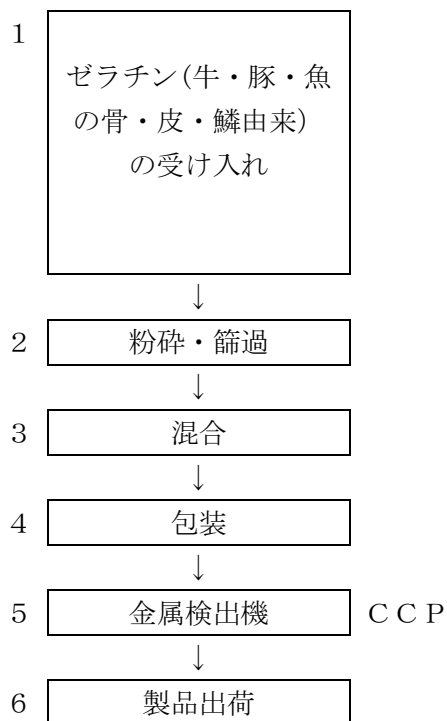 １
ゼラチン(牛・豚・魚
の骨・皮・鱗由来)
の受け入れ
↓
２ 粉砕・篩過
↓
３ 混合
↓
４ 包装
↓
５ 金属検出機 ＣＣＰ
↓
６ 製品出荷